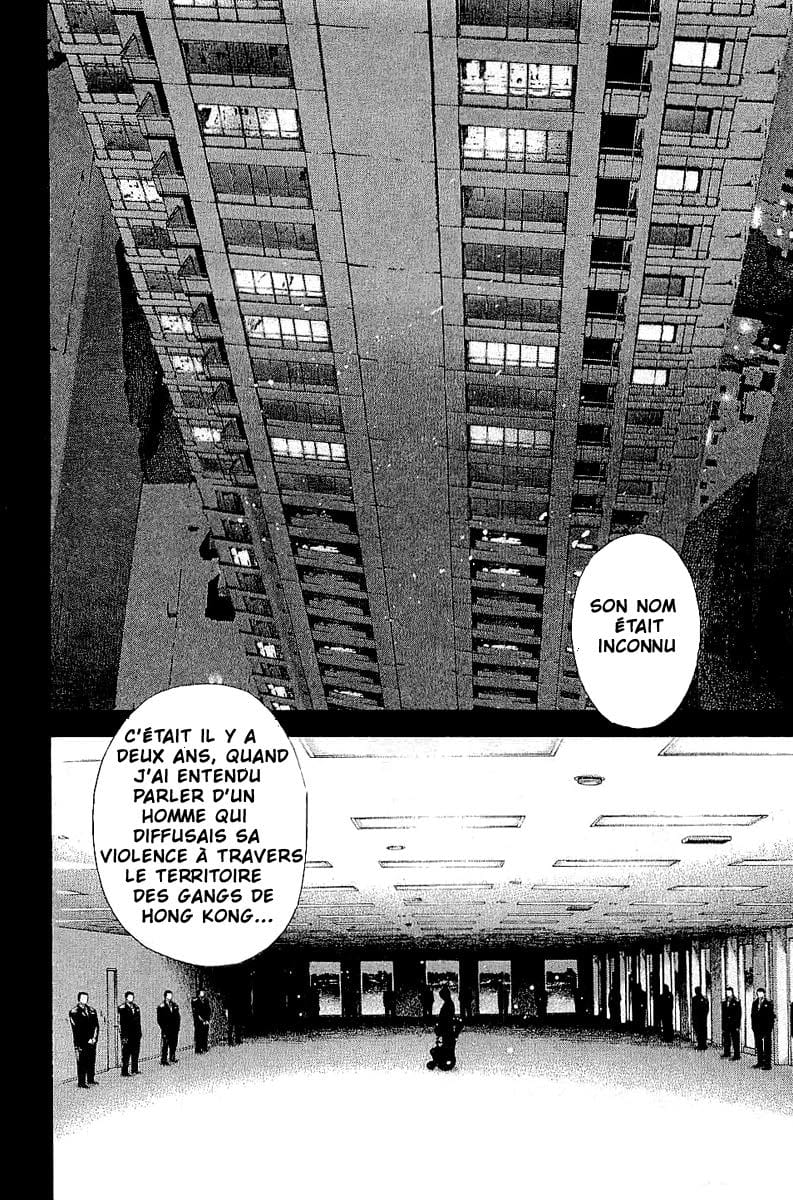 SON NOM
ÉTAIT
INCONNU
C'ÉTAIT IL Y A
DEUX ANS, QUAND
J'AI ENTENDU
PARLER D'UN
HOMME QUI
DIFFUSAIS SA
VIOLENCE À TRAVERS
LE TERRITOIRE
DES GANGS DE
HONG KONG...